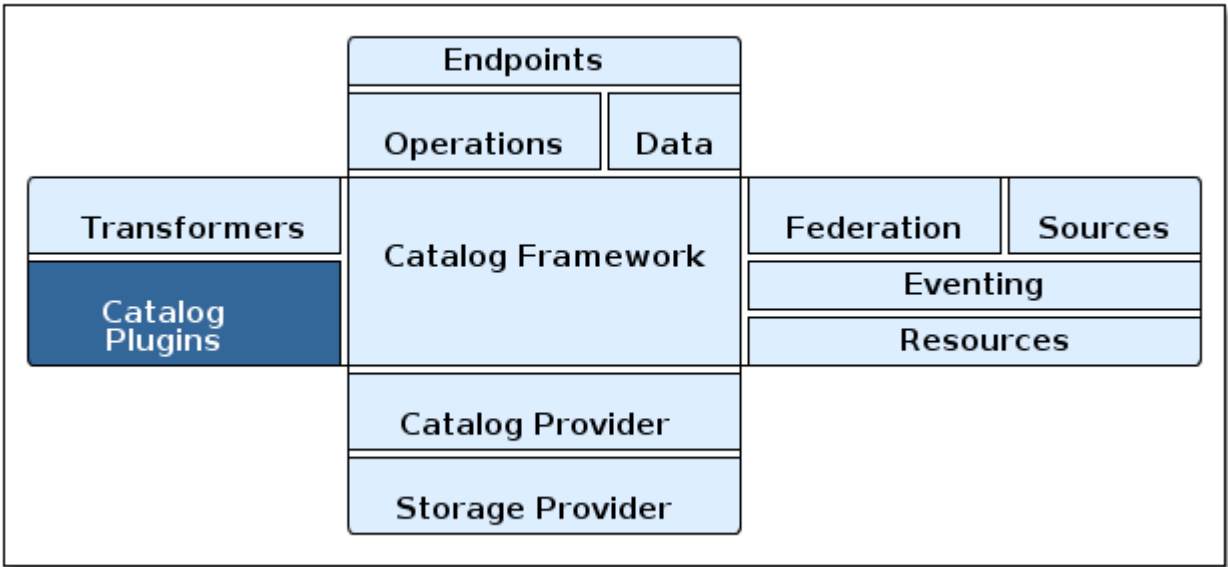 Endpoints
Operations
Data
Transformers
Catalog Framework
Federation
Sources
Catalog
Plugins
Eventing
Resources
Catalog Provider
Storage Provider